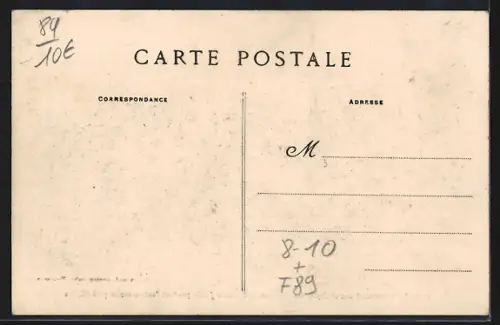 89
10€
CARTE POSTALE
CORRESPONDANCE
ADRESSE
M
8-10
+
F89